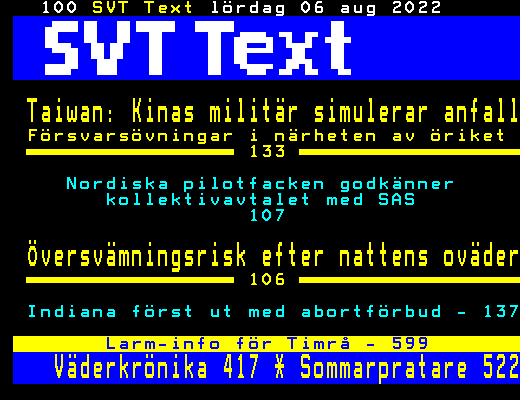 100 SVT Text lördag 06 aug 2022
SVT Text
Taiwan: Kinas militär simulerar anfall
Försvarsövningar i närheten av öriket
133
Nordiska pilotfacken godkänner
kollektivavtalet med SAS
107
Översvämningsrisk efter nattens oväder
106
Indiana först ut med abortförbud - 137
Larm-info för Timrå - 599
Väderkrönika 417 * Sommarpratare 522